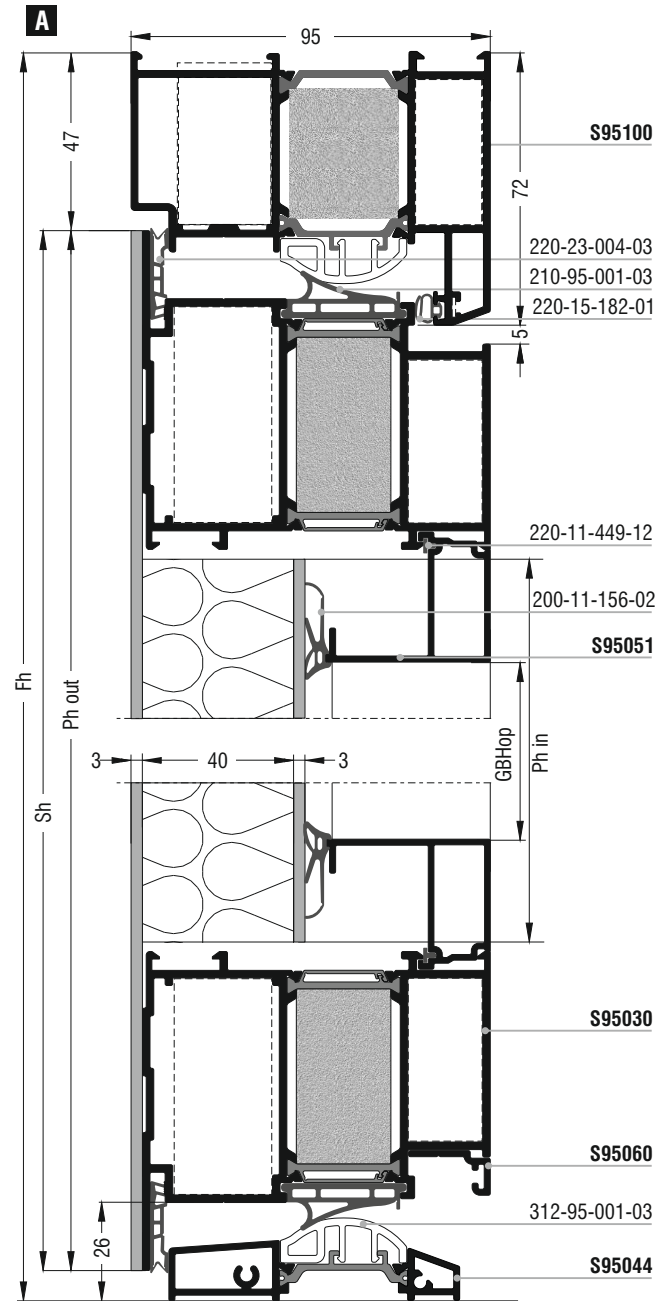 A
95
S95100
47
72
220-23-004-03
210-95-001-03
220-15-182-01
5
220-11-449-12
200-11-156-02
S95051
Fh
Sh
Ph out
GBHop
Ph in
3
40
3
S95030
S95060
312-95-001-03
26
S95044